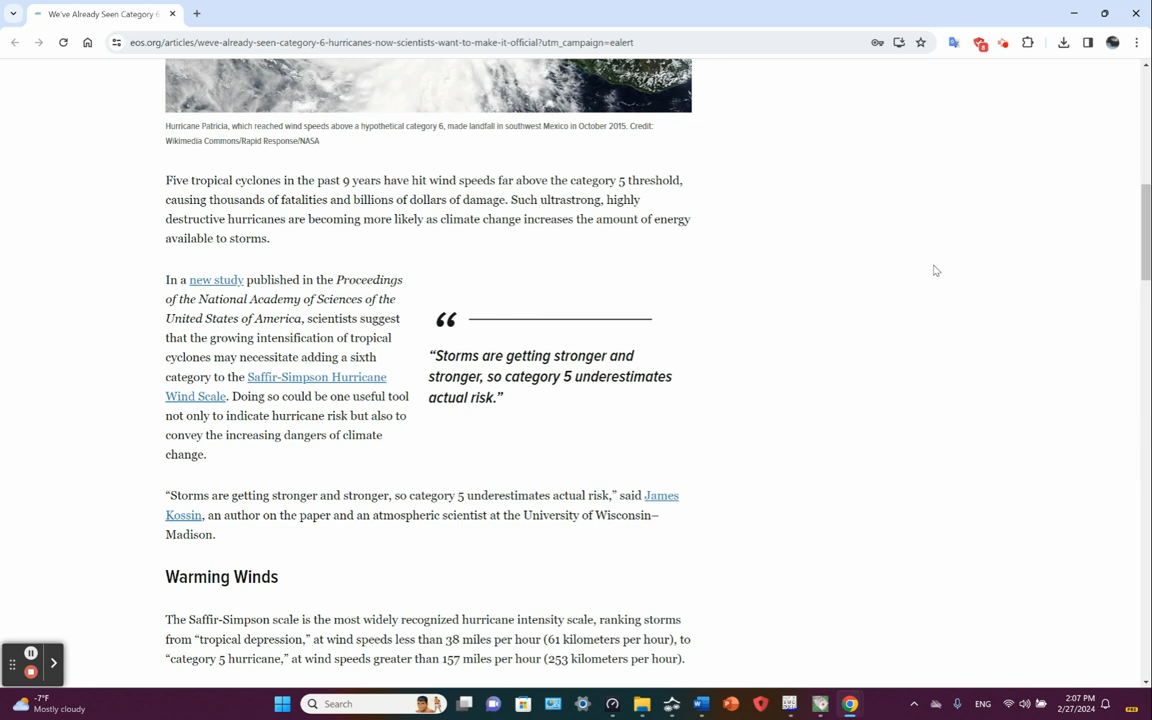 We've Already Seen Category 6
eos.org/articles/weve-already-seen-category-6-hurricanes-now-scientists-want-to-make-it-official?utm_campaign=ealert
8
Hurricane Patricia, which reached wind speeds above a hypothetical category 6, made landfall in southwest Mexico in October 2015. Credit:
Wikimedia Commons/Rapid Response/NASA
Five tropical cyclones in the past 9 years have hit wind speeds far above the category 5 threshold,
causing thousands of fatalities and billions of dollars of damage. Such ultrastrong, highly
destructive hurricanes are becoming more likely as climate change increases the amount of energy
available to storms.
In a new study published in the Proceedings
of the National Academy of Sciences of the
United States of America, scientists suggest
that the growing intensification of tropical
cyclones may necessitate adding a sixth
category to the Saffir-Simpson Hurricane
Wind Scale. Doing so could be one useful tool
not only to indicate hurricane risk but also to
convey the increasing dangers of climate
change.
“
“Storms are getting stronger and
stronger, so category 5 underestimates
actual risk.”
“Storms are getting stronger and stronger, so category 5 underestimates actual risk,” said James
Kossin, an author on the paper and an atmospheric scientist at the University of Wisconsin–
Madison.
Warming Winds
The Saffir-Simpson scale is the most widely recognized hurricane intensity scale, ranking storms
from “tropical depression,” at wind speeds less than 38 miles per hour (61 kilometers per hour), to
“category 5 hurricane,” at wind speeds greater than 157 miles per hour (253 kilometers per hour).
-7°F
Mostly cloudy
Search
ENG
2:07 PM
2/27/2024